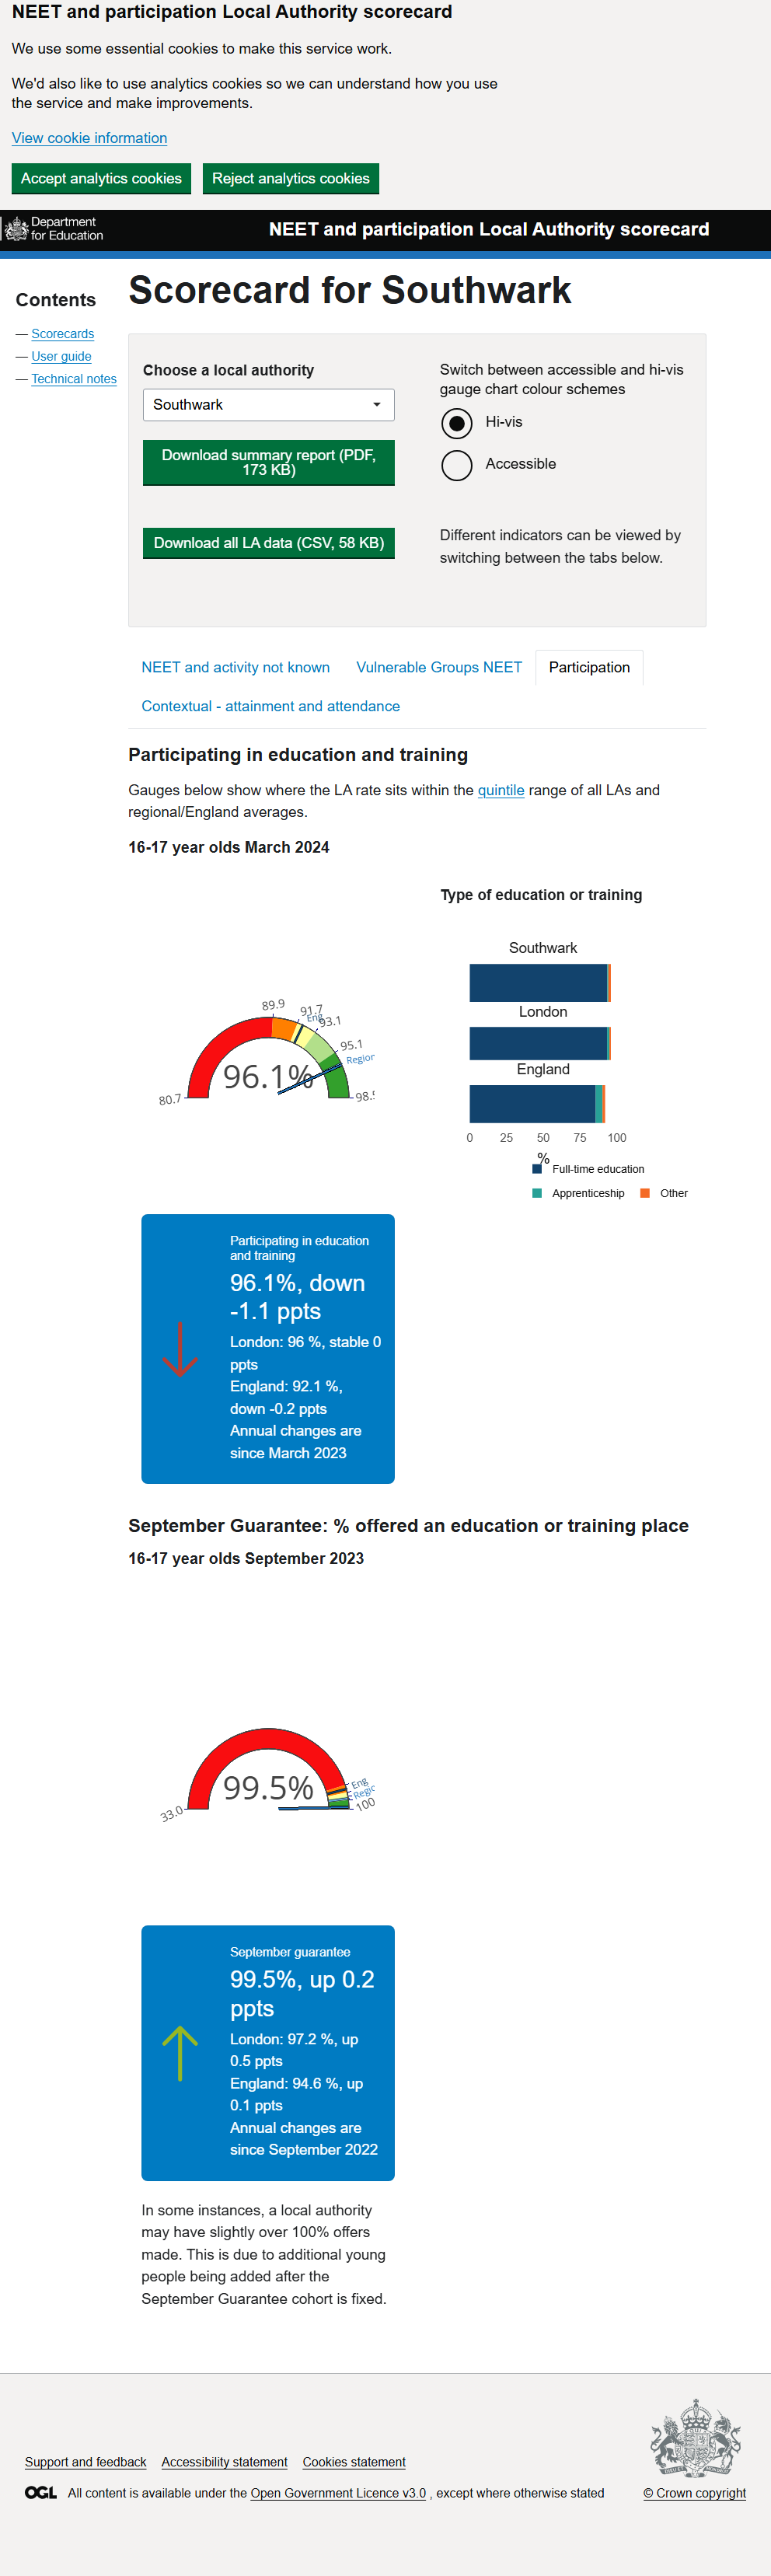 NEET and participation Local Authority scorecard
We use some essential cookies to make this service work.
We'd also like to use analytics cookies so we can understand how you use
the service and make improvements.
View cookie information
Accept analytics cookies
Reject analytics cookies
Department
for Education
NEET and participation Local Authority scorecard
Contents
— Scorecards
— User guide
— Technical notes
Scorecard for Southwark
Choose a local authority
Southwark
Download summary report (PDF,
173 KB)
Download all LA data (CSV, 58 KB)
Switch between accessible and hi-vis
gauge chart colour schemes
Hi-vis
Accessible
Different indicators can be viewed by
switching between the tabs below.
NEET and activity not known
Vulnerable Groups NEET
Participation
Contextual - attainment and attendance
Participating in education and training
Gauges below show where the LA rate sits within the quintile range of all LAs and
regional/England averages.
16-17 year olds March 2024
80.7
89.9
91.7
Eng
93.1
95.1
Region
98.
96.1%
Type of education or training
Southwark
London
England
0 25 50 75 100
%
Full-time education
Apprenticeship
Other
Participating in education
and training
96.1%, down
-1.1 ppts
London: 96 %, stable 0
ppts
England: 92.1 %,
down -0.2 ppts
Annual changes are
since March 2023
September Guarantee: % offered an education or training place
16-17 year olds September 2023
33.0
99.5%
Eng
Regic
100
September guarantee
99.5%, up 0.2
ppts
London: 97.2 %, up
0.5 ppts
England: 94.6 %, up
0.1 ppts
Annual changes are
since September 2022
In some instances, a local authority
may have slightly over 100% offers
made. This is due to additional young
people being added after the
September Guarantee cohort is fixed.
Support and feedback
Accessibility statement
Cookies statement
OGL
All content is available under the Open Government Licence v3.0 , except where otherwise stated
© Crown copyright